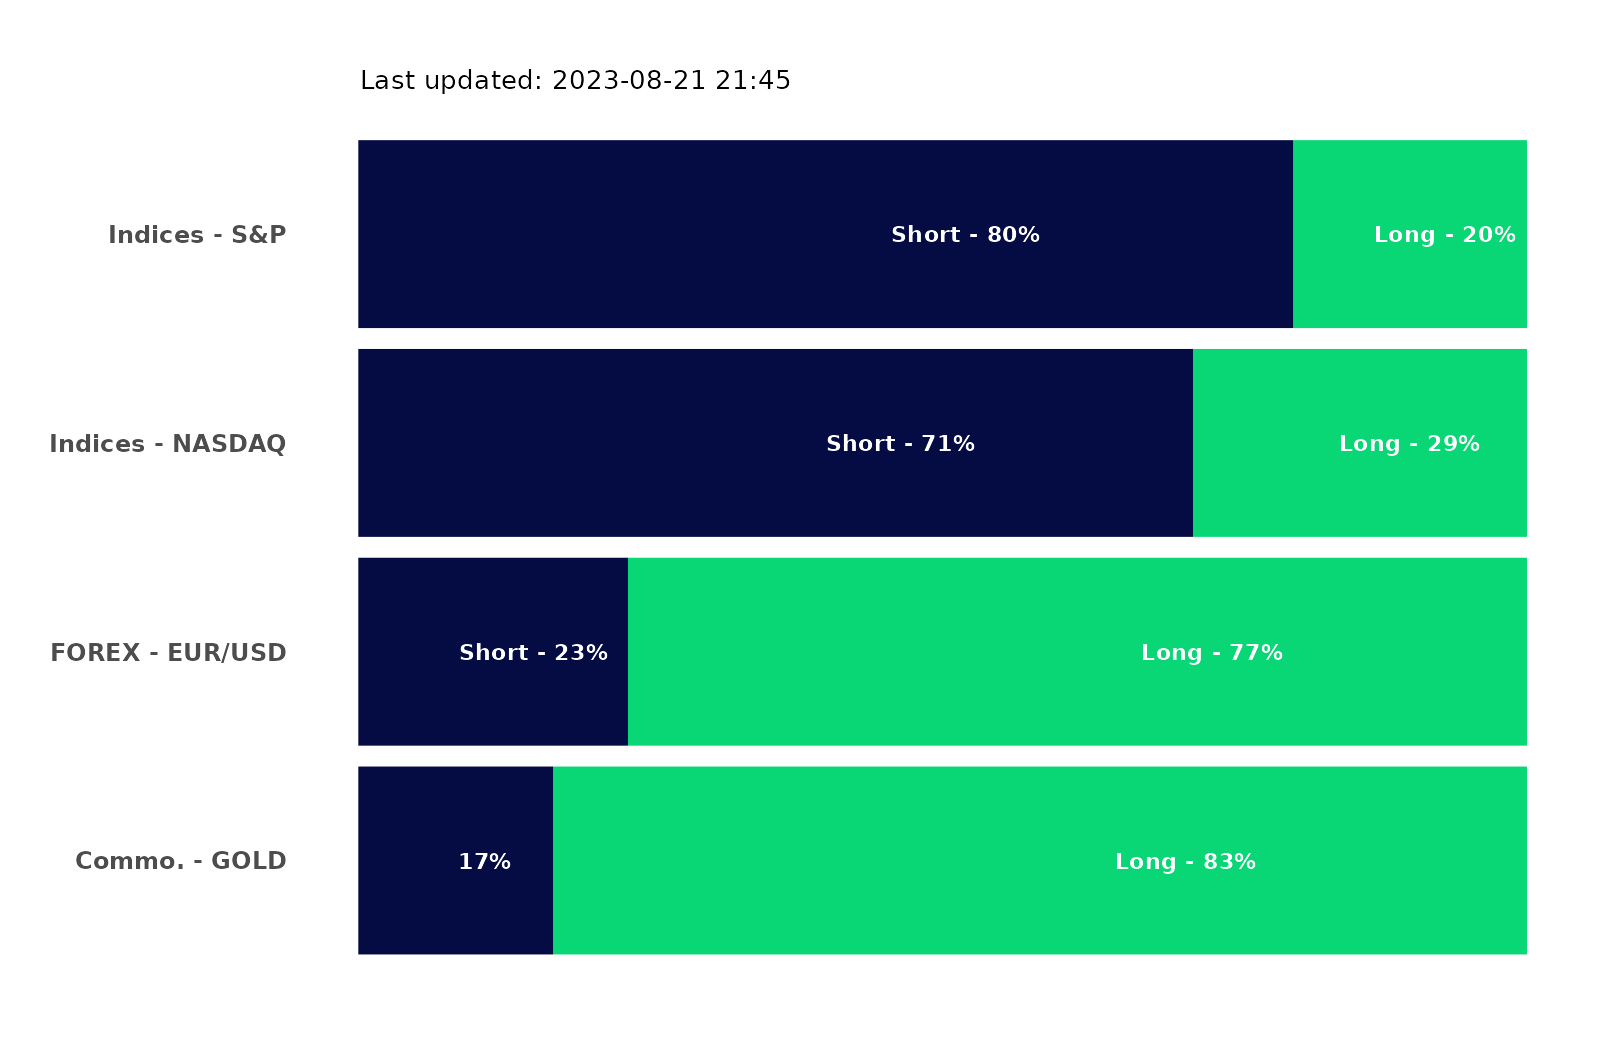 Last updated: 2023-08-21 21:45
Indices - S&P
Short - 80%
Long - 20%
Indices - NASDAQ
Short - 71%
Long - 29%
FOREX - EUR/USD
Short - 23%
Long - 77%
Commo. - GOLD
17%
Long - 83%